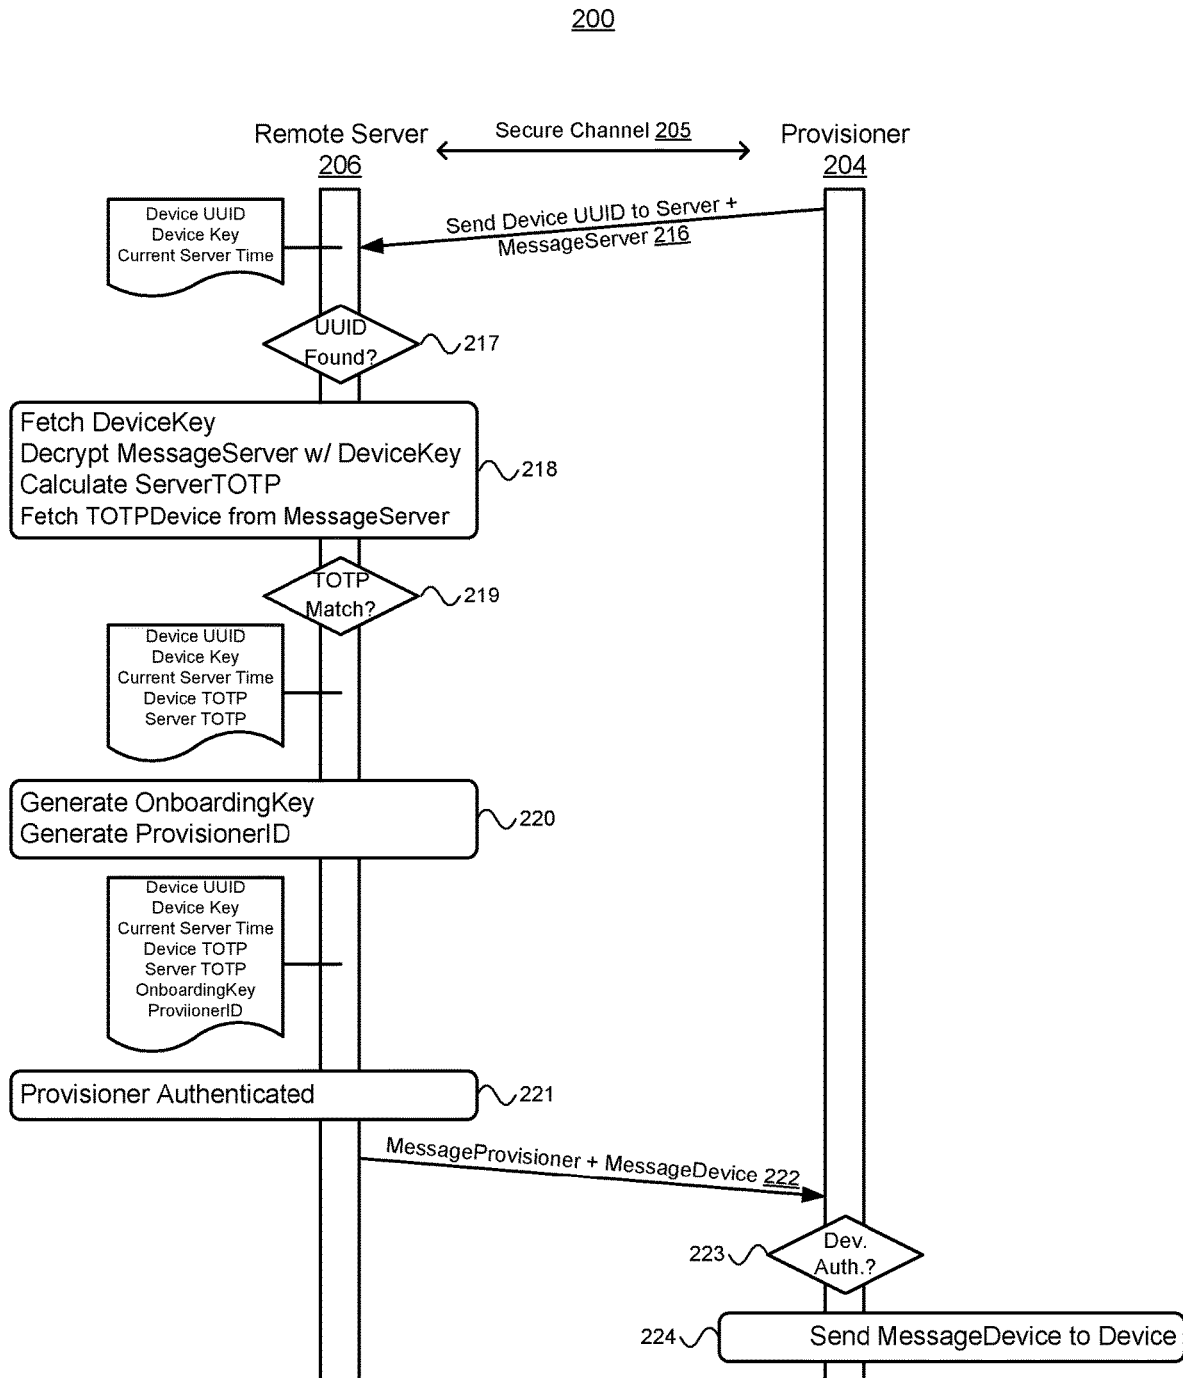 200
Secure Channel 205
Remote Server
206
Provisioner
204
Send Device UUID to Server +
MessageServer 216
Device UUID
Device Key
Current Server Time
UUID
Found?
217
Fetch DeviceKey
Decrypt MessageServer w/ DeviceKey
Calculate ServerTOTP
Fetch TOTPDevice from MessageServer
218
TOTP
Match?
219
Device UUID
Device Key
Current Server Time
Device TOTP
Server TOTP
Generate OnboardingKey
Generate ProvisionerID
220
Device UUID
Device Key
Current Server Time
Device TOTP
Server TOTP
OnboardingKey
ProviionerID
Provisioner Authenticated
221
MessageProvisioner + MessageDevice 222
223
Dev.
Auth.?
224
Send MessageDevice to Device